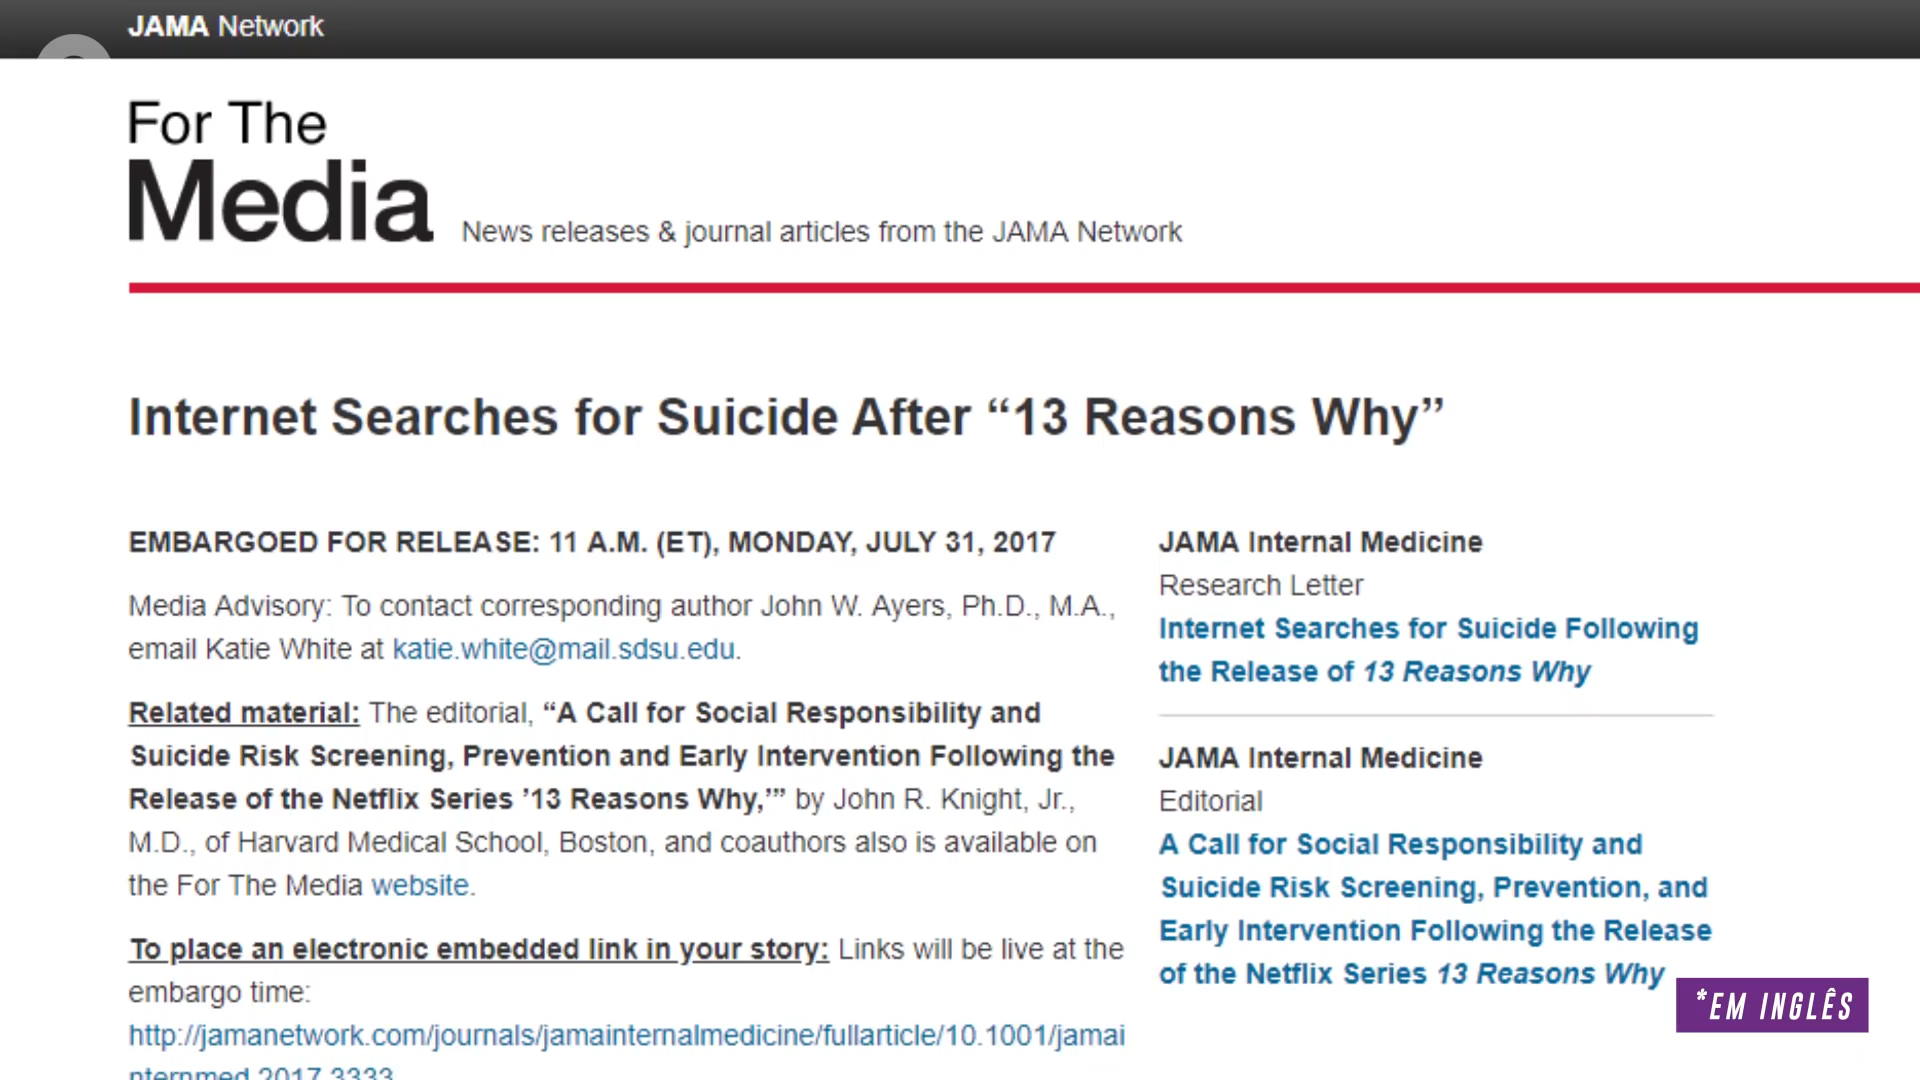 JAMA Network
For The
Media
News releases & journal articles from the JAMA Network
Internet Searches for Suicide After “13 Reasons Why”
EMBARGOED FOR RELEASE: 11 A.M. (ET), MONDAY, JULY 31, 2017
Media Advisory: To contact corresponding author John W. Ayers, Ph.D., M.A.,
email Katie White at katie.white@mail.sdsu.edu.
Related material: The editorial, “A Call for Social Responsibility and
Suicide Risk Screening, Prevention and Early Intervention Following the
Release of the Netflix Series ’13 Reasons Why,’” by John R. Knight, Jr.,
M.D., of Harvard Medical School, Boston, and coauthors also is available on
the For The Media website.
To place an electronic embedded link in your story: Links will be live at the
embargo time:
http://jamanetwork.com/journals/jamainternalmedicine/fullarticle/10.1001/jamai
nternmed.2017.3333
JAMA Internal Medicine
Research Letter
Internet Searches for Suicide Following
the Release of 13 Reasons Why
JAMA Internal Medicine
Editorial
A Call for Social Responsibility and
Suicide Risk Screening, Prevention, and
Early Intervention Following the Release
of the Netflix Series 13 Reasons Why
*EM INGLÊS